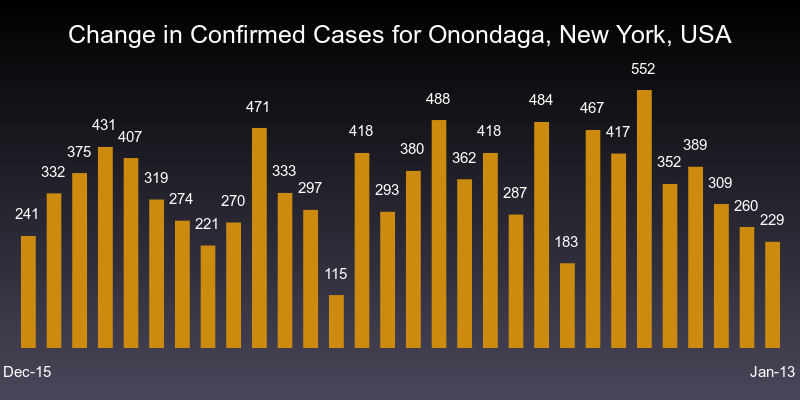 Change in Confirmed Cases for Onondaga, New York, USA
241 332 375 431 407 319 274 221 270 471 333 297 115 418 293 380 488 362 418 287 484 183 467 417 552 352 389 309 260 229
Dec-15 Jan-13